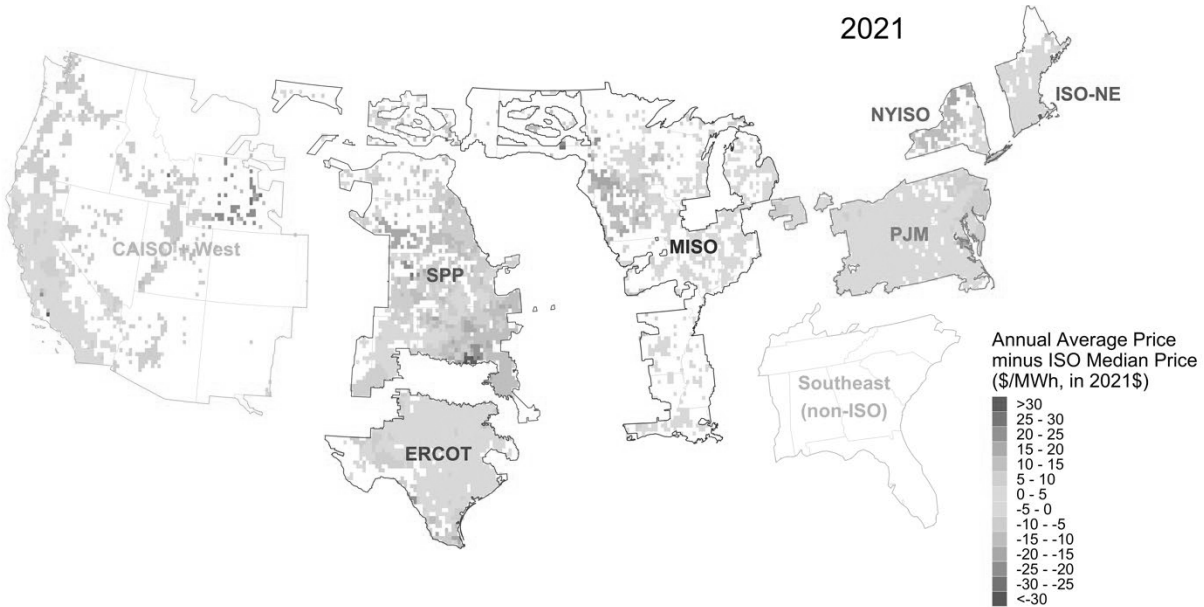 2021
ISO-NE
NYISO
CAISO + West
SPP
MISO
PJM
ERCOT
Southeast
(non-ISO)
Annual Average Price
minus ISO Median Price
($/MWh, in 2021$)
>30
25 - 30
20 - 25
15 - 20
10 - 15
5 - 10
0 - 5
-5 - 0
-10 - -5
-15 - -10
-20 - -15
-25 - -20
-30 - -25
<-30